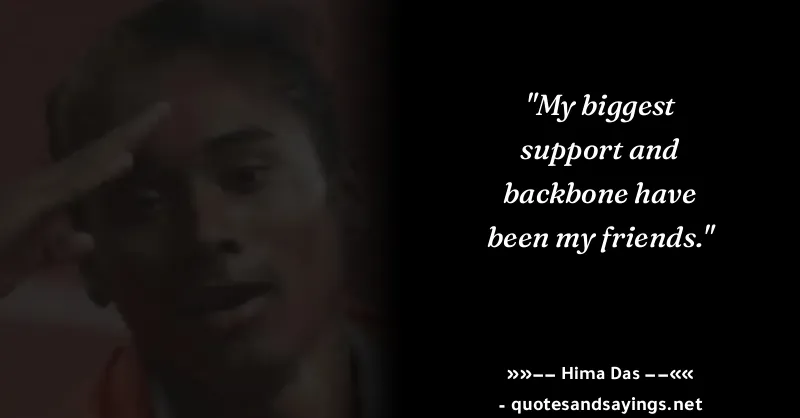 "My biggest
support and
backbone have
been my friends."
»»–– Hima Das ––««
- quotesandsayings.net